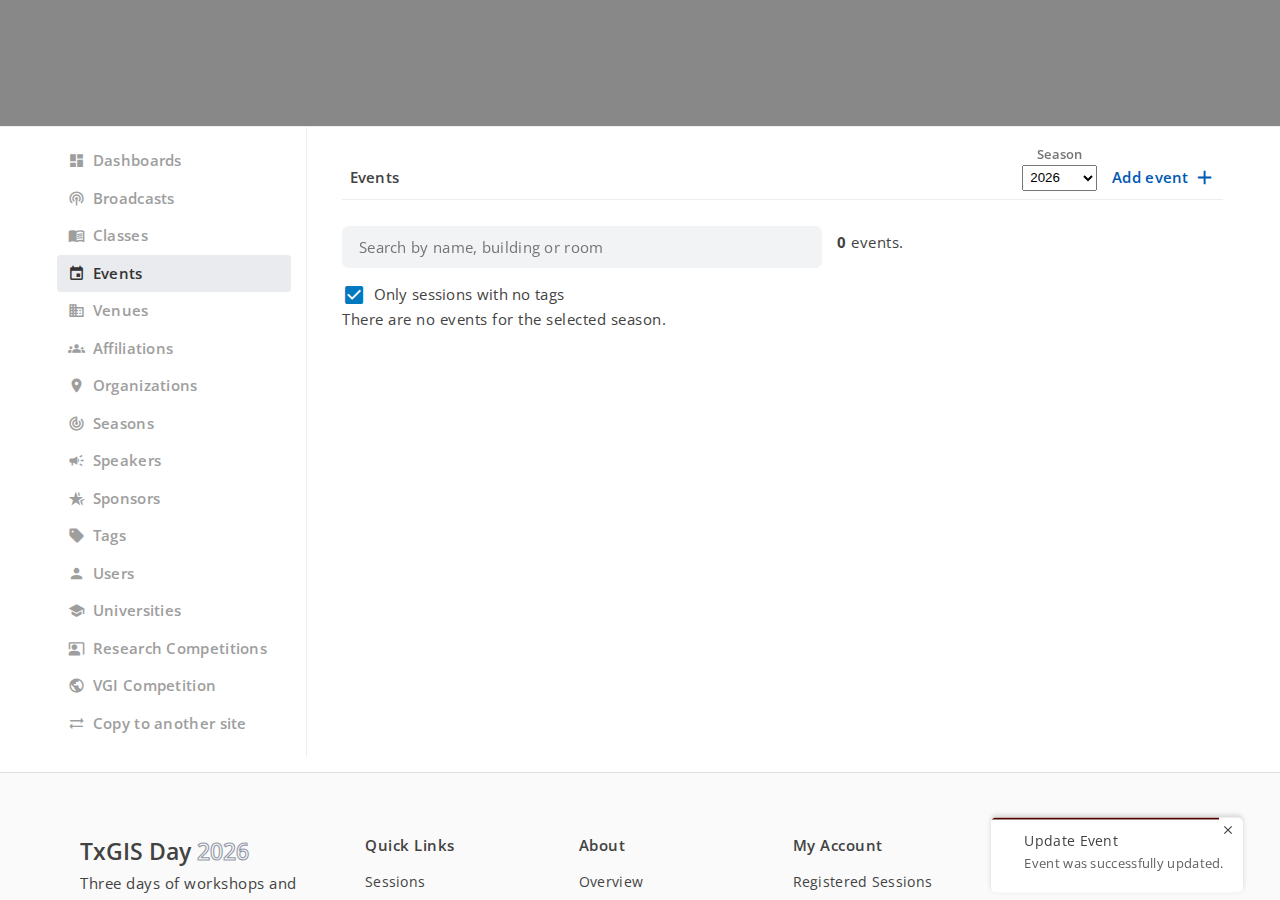 Dashboards
Broadcasts
Classes
Events
Venues
Affiliations
Organizations
Seasons
Speakers
Sponsors
Tags
Users
Universities
Research Competitions
VGI Competition
Copy to another site
Season
Events
2026
Add event
Search by name, building or room
0 events.
Only sessions with no tags
There are no events for the selected season.
TxGIS Day 2026
Three days of workshops and
Quick Links
Sessions
About
Overview
My Account
Registered Sessions
Update Event
Event was successfully updated.